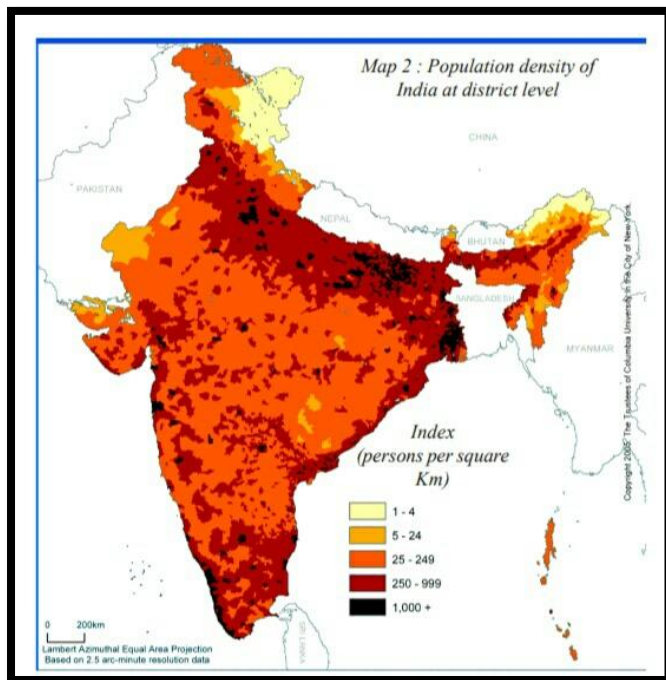 Map 2 : Population density of
India at district level
CHINA
PAKISTAN
NEPAL
BHUTAN
BANGLADESH
MYANMAR
Copyright 2005. The Trustees of Columbia University in the City of New York.
Index
(persons per square
Km)
1 - 4
5 - 24
25 - 249
250 - 999
1,000 +
0 200km
SRI LANKA
Lambert Azimuthal Equal Area Projection
Based on 2.5 arc-minute resolution data